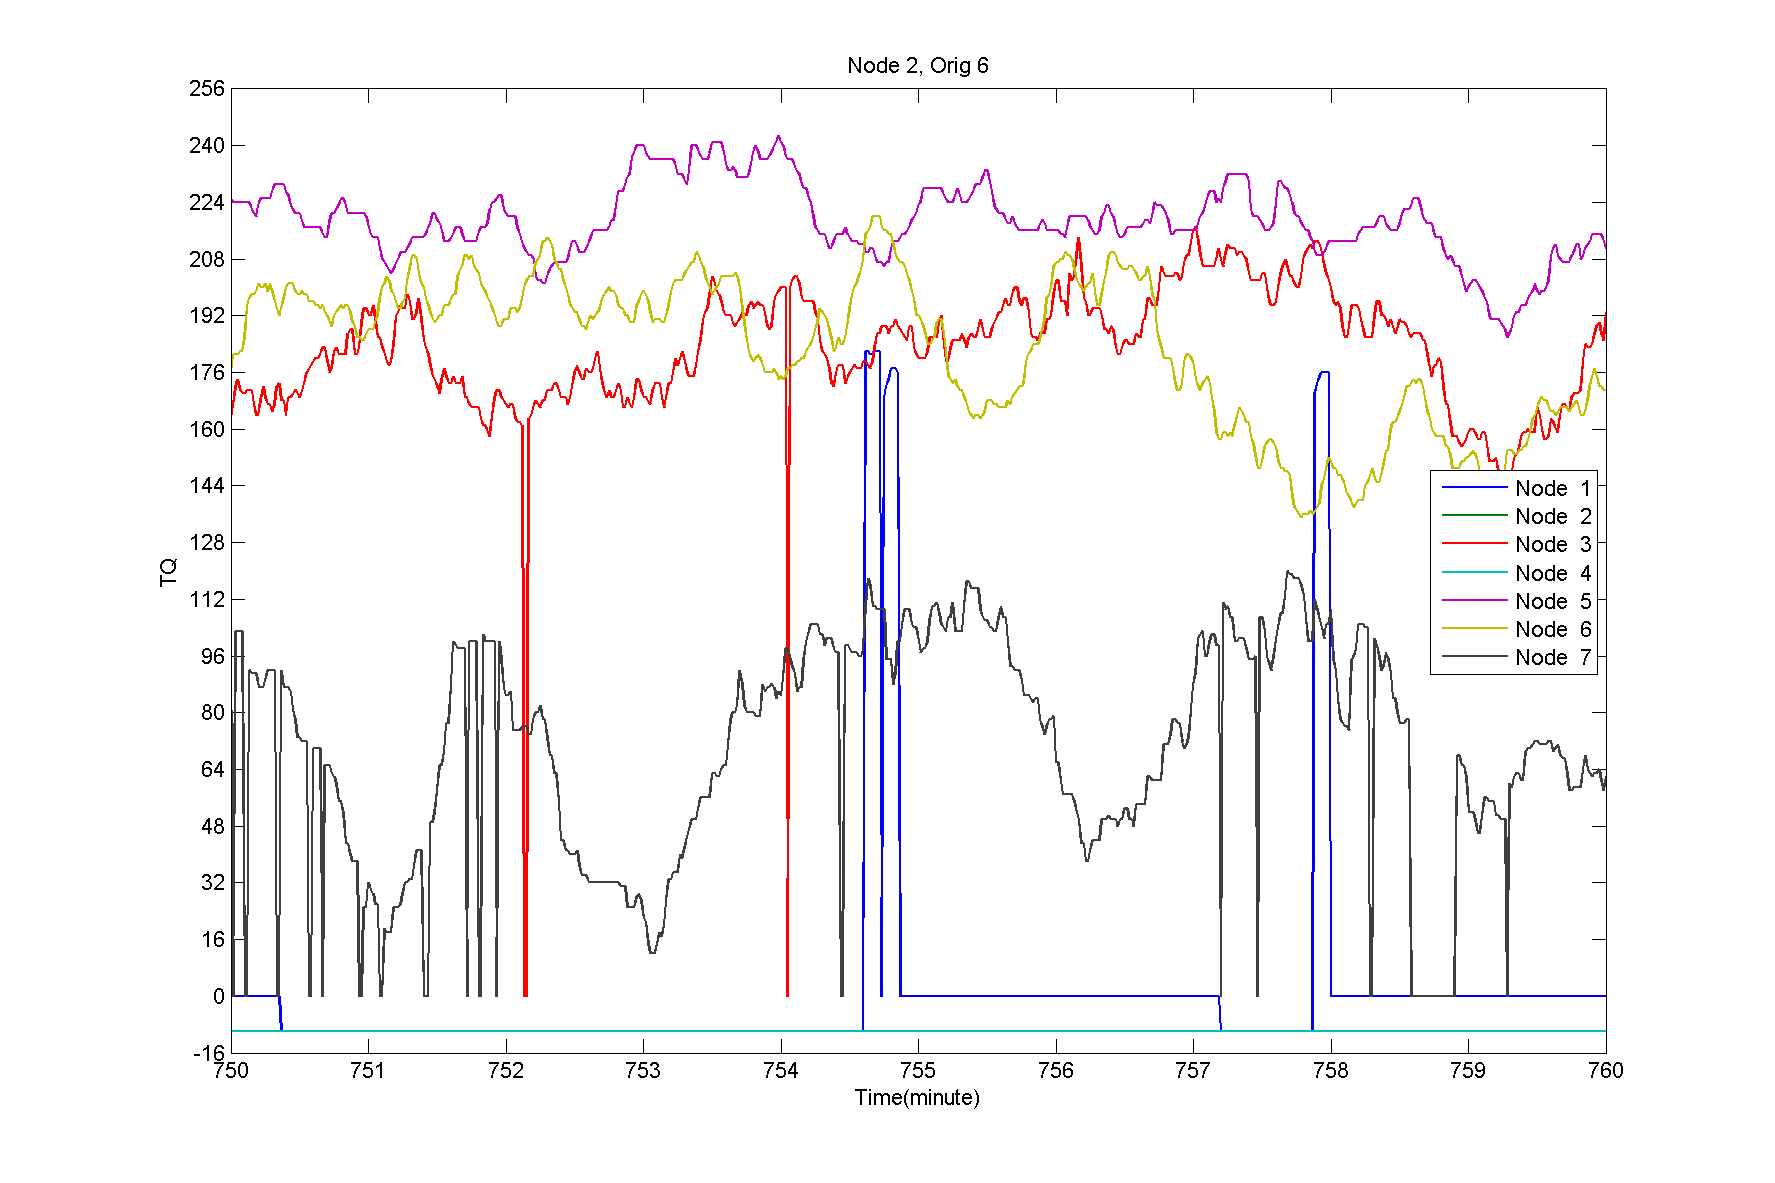 Node 2, Orig 6
256
240
224
208
192
176
160
144
128
112
96
80
64
48
32
16
0
-16
TQ
Node 1
Node 2
Node 3
Node 4
Node 5
Node 6
Node 7
750 751 752 753 754 755 756 757 758 759 760
Time(minute)